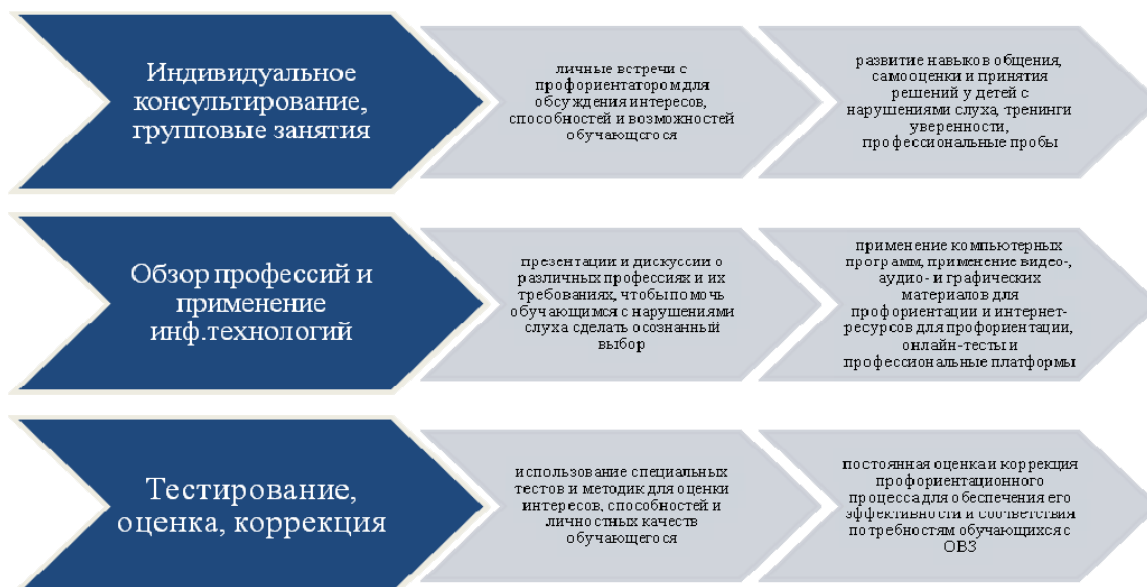 Индивидуальное
консультирование,
групповые занятия
личные встречи с
профориентатором для
обсуждения интересов,
способностей и возможностей
обучающегося
развитие навыков общения,
самооценки и принятия
решений у детей с
нарушениями слуха, тренинги
уверенности,
профессиональные пробы
Обзор профессий и
применение
инф.технологий
презентации и дискуссии о
различных профессиях и их
требованиях, чтобы помочь
обучающимся с нарушениями
слуха сделать осознанный
выбор
применение компьютерных
программ, применение видео-,
аудио- и графических
материалов для
профориентации и интернет-
ресурсов для профориентации,
онлайн-тесты и
профессиональные платформы
Тестирование,
оценка, коррекция
использование специальных
тестов и методик для оценки
интересов, способностей и
личностных качеств
обучающегося
постоянная оценка и коррекция
профориентационного
процесса для обеспечения его
эффективности и соответствия
потребностям обучающихся с
ОВЗ